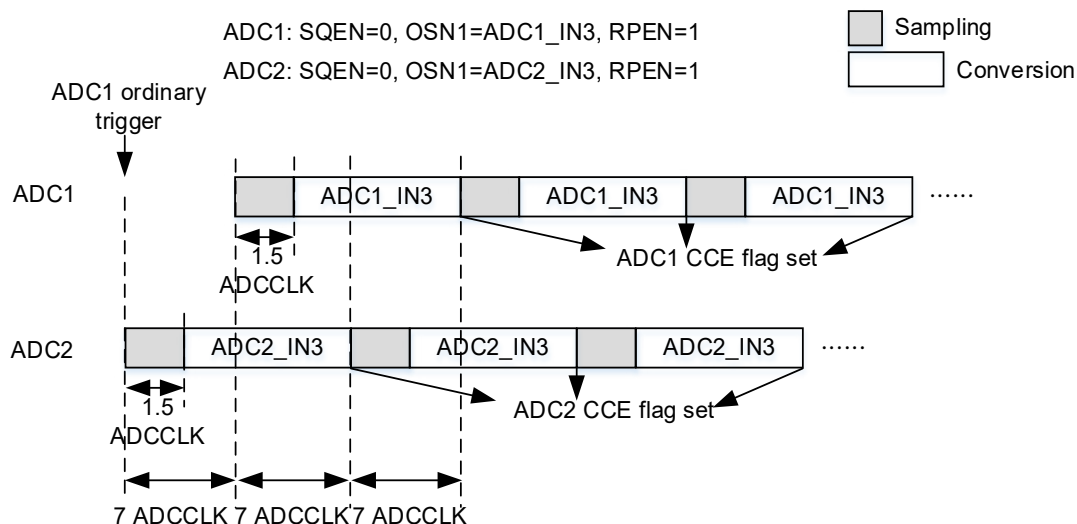 ADC1: SQEN=0, OSN1=ADC1_IN3, RPEN=1
ADC2: SQEN=0, OSN1=ADC2_IN3, RPEN=1
Sampling
Conversion
ADC1 ordinary
trigger
ADC1
ADC1_IN3
ADC1_IN3
ADC1_IN3
······
1.5
ADCCLK
ADC1 CCE flag set
ADC2
ADC2_IN3
ADC2_IN3
ADC2_IN3
······
1.5
ADCCLK
ADC2 CCE flag set
7 ADCCLK 7 ADCCLK 7 ADCCLK